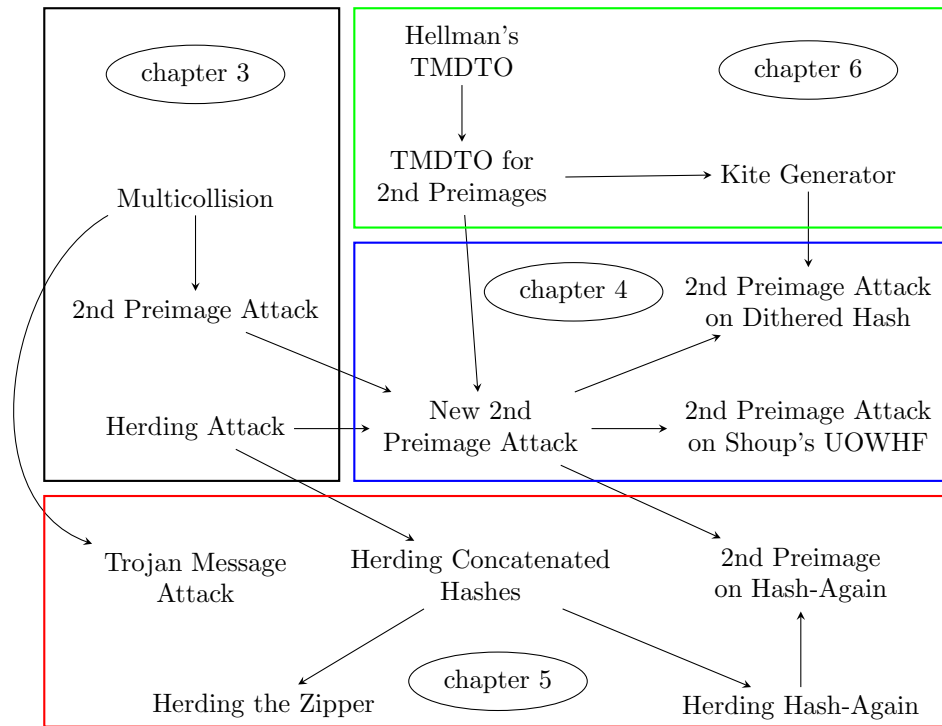 chapter 3
Multicollision
2nd Preimage Attack
Herding Attack
Hellman's
TMDTO
chapter 6
TMDTO for
2nd Preimages
Kite Generator
chapter 4
2nd Preimage Attack
on Dithered Hash
New 2nd
Preimage Attack
2nd Preimage Attack
on Shoup's UOWHF
Trojan Message
Attack
Herding Concatenated
Hashes
2nd Preimage
on Hash-Again
Herding the Zipper
chapter 5
Herding Hash-Again